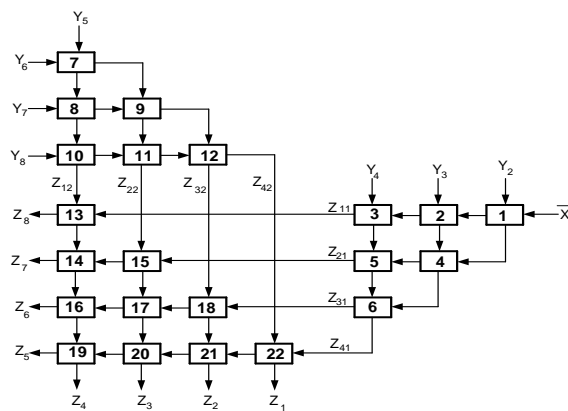 Y5
Y6 7
Y7 8 9
Y8 10 11 12
Z12 Z22 Z32 Z42 Y4 Y3 Y2
Z8 13 Z11 3 2 1 X̅
Z7 14 15 Z21 5 4
Z6 16 17 18 Z31 6
Z5 19 20 21 22 Z41
Z4 Z3 Z2 Z1